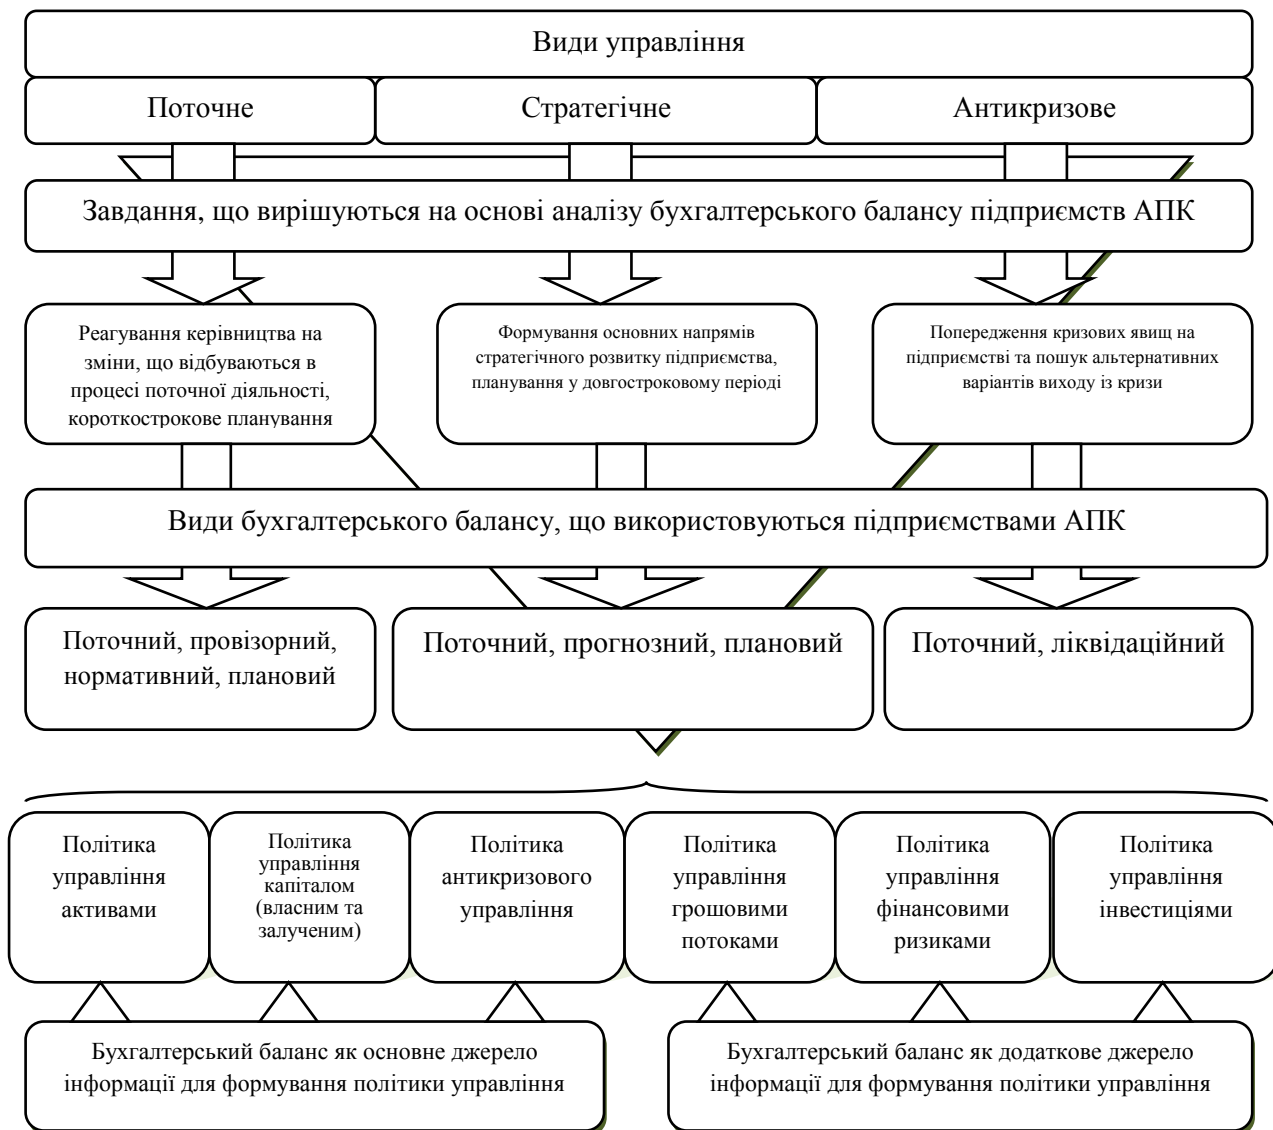 Види управління
Поточне
Стратегічне
Антикризове
Завдання, що вирішуються на основі аналізу бухгалтерського балансу підприємств АПК
Реагування керівництва на
зміни, що відбуваються в
процесі поточної діяльності,
короткострокове планування
Формування основних напрямів
стратегічного розвитку підприємства,
планування у довгостроковому періоді
Попередження кризових явищ на
підприємстві та пошук альтернативних
варіантів виходу із кризи
Види бухгалтерського балансу, що використовуються підприємствами АПК
Поточний, провізорний,
нормативний, плановий
Поточний, прогнозний, плановий
Поточний, ліквідаційний
Політика
управління
активами
Політика
управління
капіталом
(власним та
залученим)
Політика
антикризового
управління
Політика
управління
грошовими
потоками
Політика
управління
фінансовими
ризиками
Політика
управління
інвестиціями
Бухгалтерський баланс як основне джерело
інформації для формування політики управління
Бухгалтерський баланс як додаткове джерело
інформації для формування політики управління